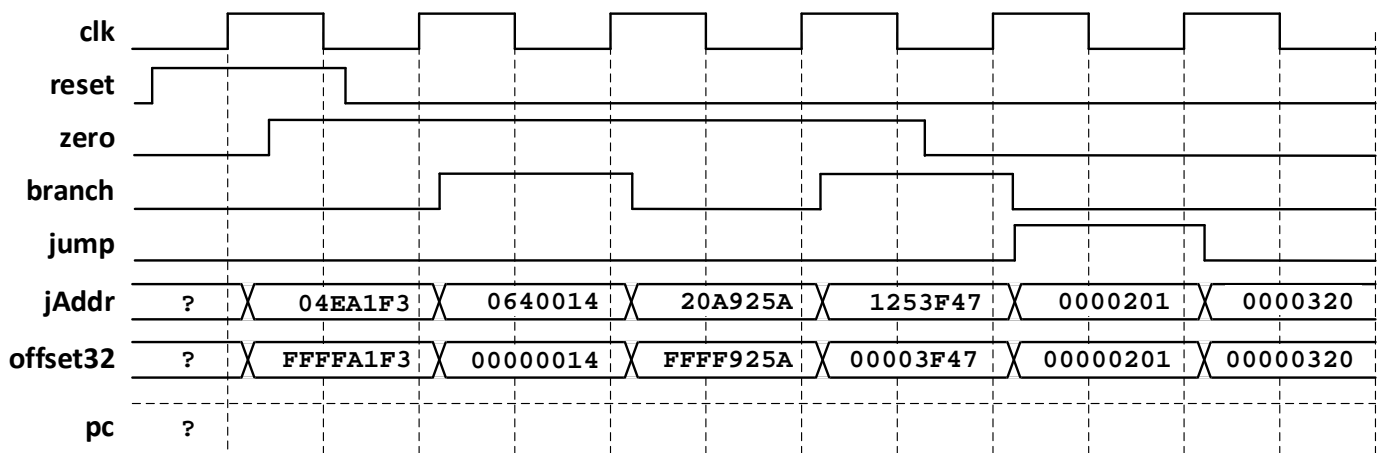 clk
reset
zero
branch
jump
jAddr ? 04EA1F3 0640014 20A925A 1253F47 0000201 0000320
offset32 ? FFFFA1F3 00000014 FFFF925A 00003F47 00000201 00000320
pc ?